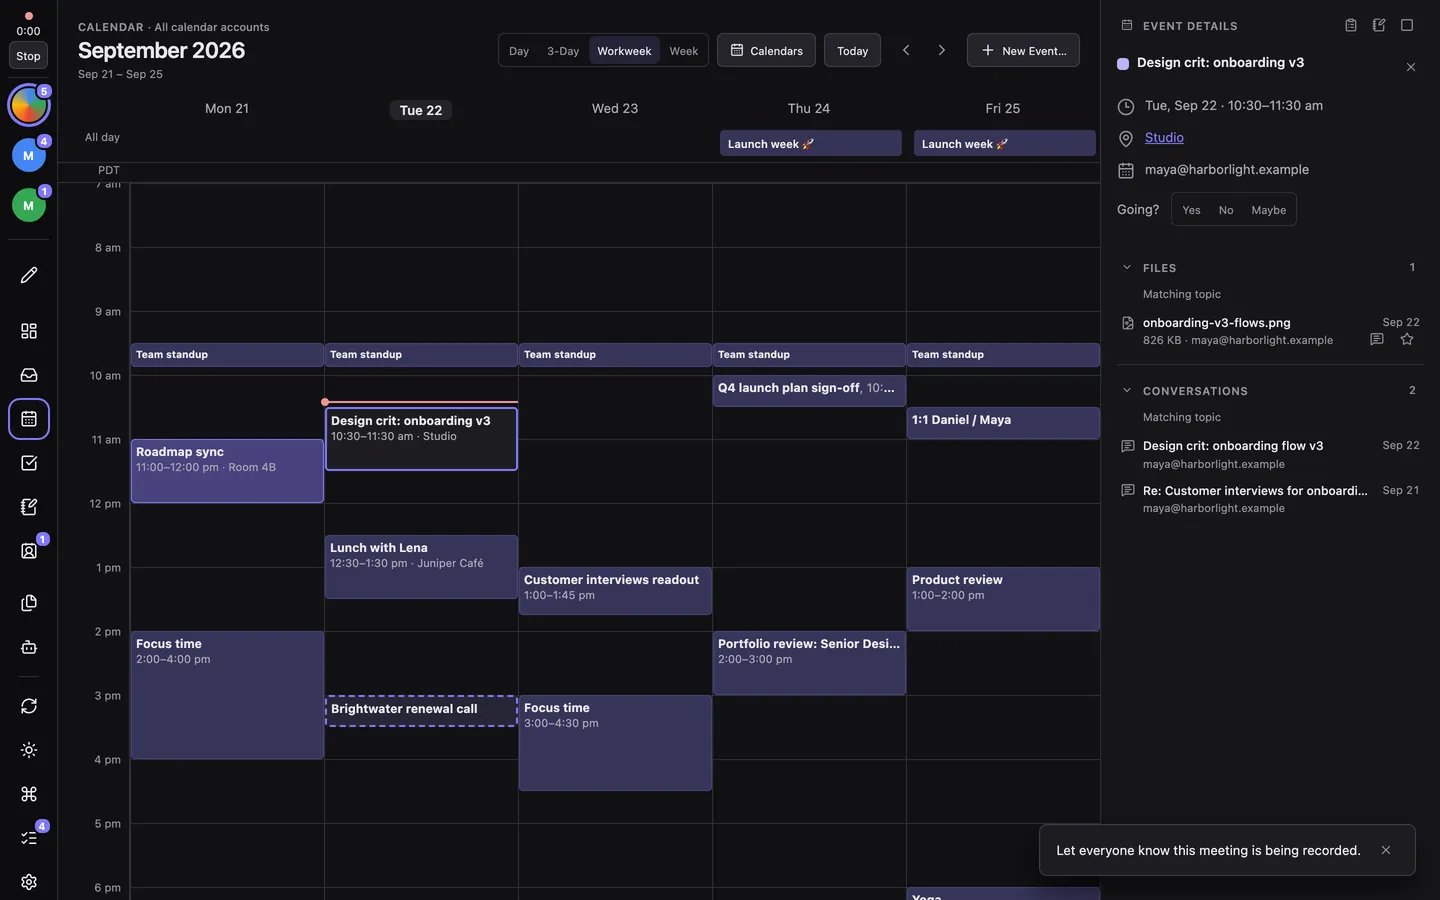 0:00
Stop
5
M
4
M
1
1
4
CALENDAR · All calendar accounts
September 2026
Sep 21 – Sep 25
Day
3-Day
Workweek
Week
Calendars
Today
New Event...
Mon 21
Tue 22
Wed 23
Thu 24
Fri 25
All day
Launch week 🚀
Launch week 🚀
PDT
7 am
8 am
9 am
10 am
11 am
12 pm
1 pm
2 pm
3 pm
4 pm
5 pm
6 pm
Team standup
Roadmap sync
11:00–12:00 pm · Room 4B
Focus time
2:00–4:00 pm
Team standup
Design crit: onboarding v3
10:30–11:30 am · Studio
Lunch with Lena
12:30–1:30 pm · Juniper Café
Brightwater renewal call
Team standup
Customer interviews readout
1:00–1:45 pm
Focus time
3:00–4:30 pm
Team standup
Q4 launch plan sign-off, 10:...
Portfolio review: Senior Desi...
2:00–3:00 pm
Team standup
1:1 Daniel / Maya
Product review
1:00–2:00 pm
Yoga
EVENT DETAILS
Design crit: onboarding v3
Tue, Sep 22 · 10:30–11:30 am
Studio
maya@harborlight.example
Going?
Yes
No
Maybe
FILES
1
Matching topic
onboarding-v3-flows.png
Sep 22
826 KB · maya@harborlight.example
CONVERSATIONS
2
Matching topic
Design crit: onboarding flow v3
Sep 22
maya@harborlight.example
Re: Customer interviews for onboardi...
Sep 21
maya@harborlight.example
Let everyone know this meeting is being recorded.